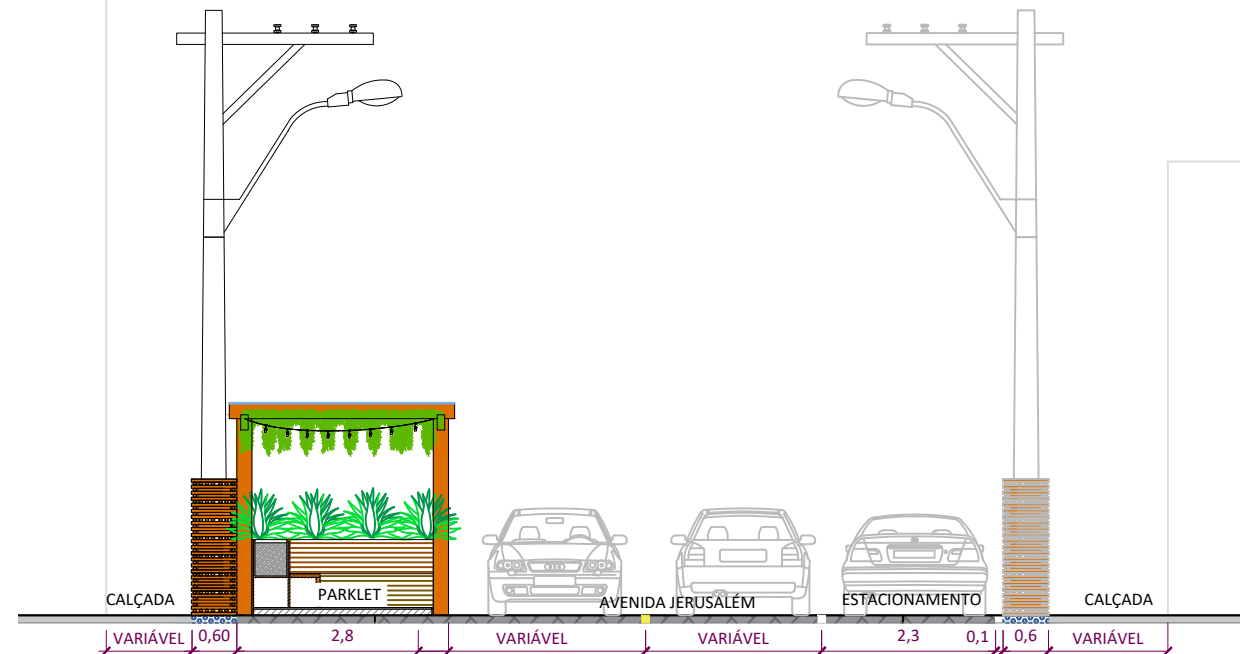 PARKLET
CALÇADA
AVENIDA JERUSALÉM
ESTACIONAMENTO
CALÇADA
VARIÁVEL 0,60 2,8 VARIÁVEL VARIÁVEL 2,3 0,1 0,6 VARIÁVEL